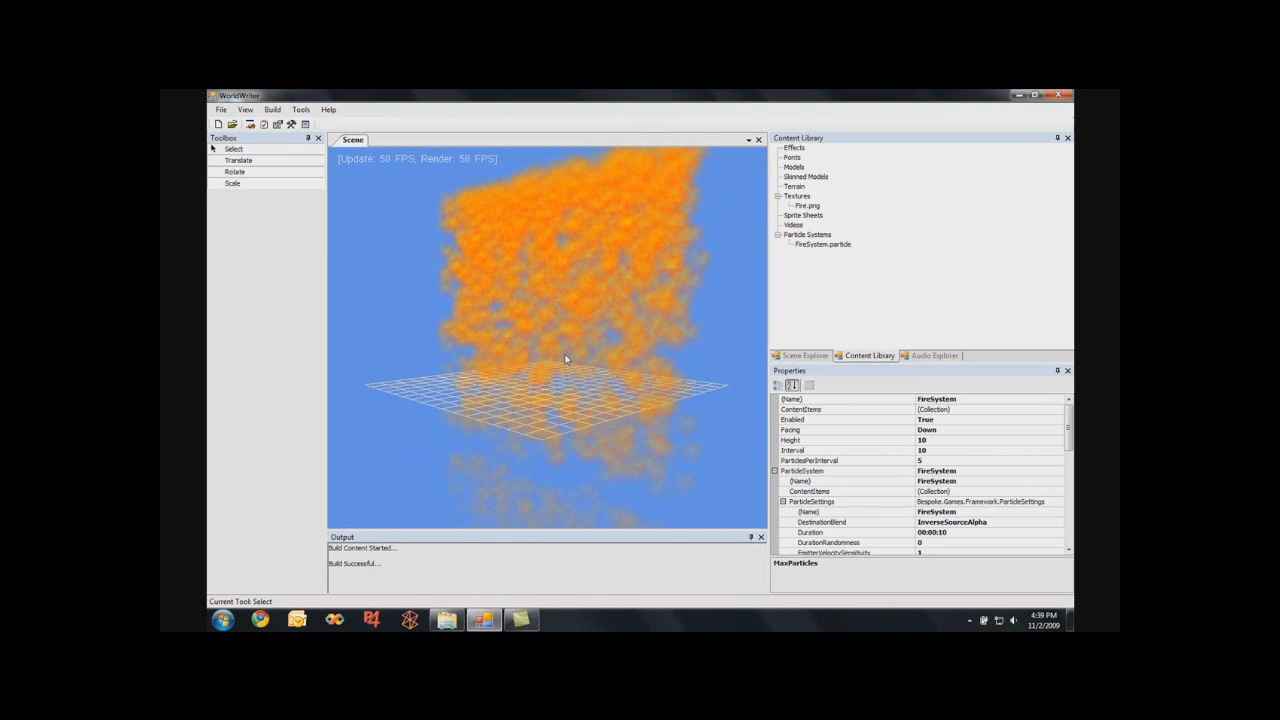 WorldWriter
File View Build Tools Help
Toolbox
Select
Translate
Rotate
Scale
Scene
[Update: 58 FPS, Render: 58 FPS]
Output
Build Content Started...
Build Successful...
Content Library
Effects
Fonts
Models
Skinned Models
Terrain
Textures
Fire.png
Sprite Sheets
Videos
Particle Systems
FireSystem.particle
Scene Explorer Content Library Audio Explorer
Properties
(Name) FireSystem
ContentItems (Collection)
Enabled True
Facing Down
Height 10
Interval 10
ParticlesPerInterval 5
ParticleSystem FireSystem
(Name) FireSystem
ContentItems (Collection)
ParticleSettings Bespoke.Games.Framework.ParticleSettings
(Name) FireSystem
DestinationBlend InverseSourceAlpha
Duration 00:00:10
DurationRandomness 0
EmitterVelocitySensitivity 1
MaxParticles
Current Tool: Select
4:39 PM
11/2/2009